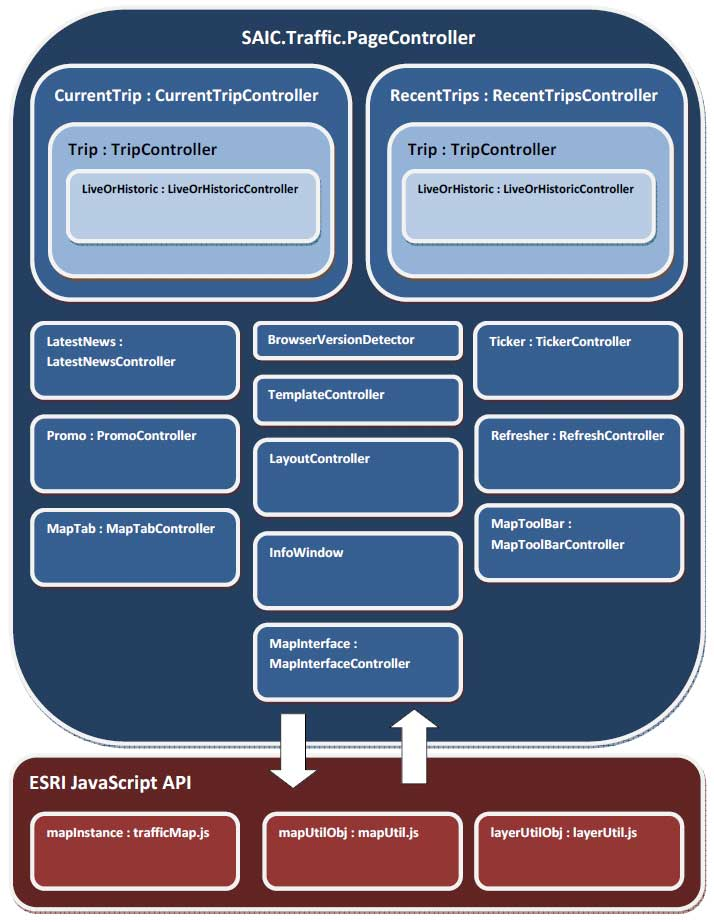 SAIC.Traffic.PageController
CurrentTrip : CurrentTripController
Trip : TripController
LiveOrHistoric : LiveOrHistoricController
RecentTrips : RecentTripsController
Trip : TripController
LiveOrHistoric : LiveOrHistoricController
LatestNews :
LatestNewsController
Promo : PromoController
MapTab : MapTabController
BrowserVersionDetector
TemplateController
LayoutController
InfoWindow
MapInterface :
MapInterfaceController
Ticker : TickerController
Refresher : RefreshController
MapToolBar :
MapToolBarController
ESRI JavaScript API
mapInstance : trafficMap.js
mapUtilObj : mapUtil.js
layerUtilObj : layerUtil.js